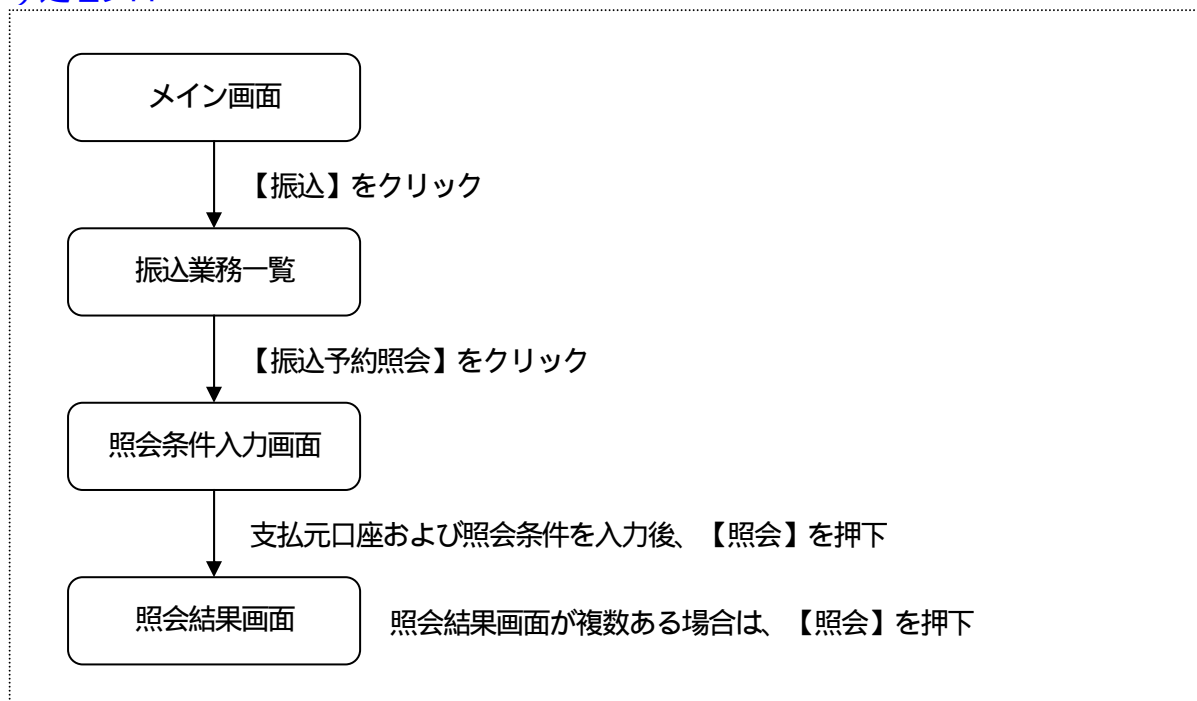 メイン画面
【振込】をクリック
振込業務一覧
【振込予約照会】をクリック
照会条件入力画面
支払元口座および照会条件を入力後、【照会】を押下
照会結果画面
照会結果画面が複数ある場合は、【照会】を押下